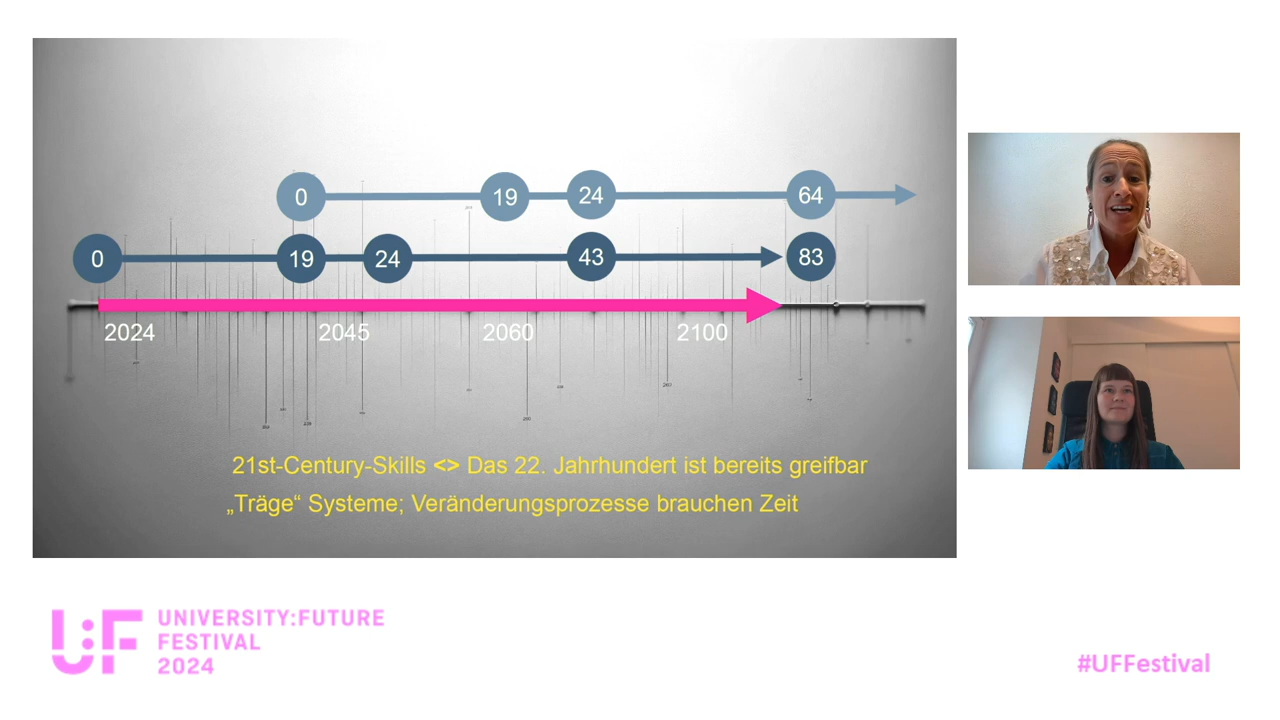 0 19 24 64
0 19 24 43 83
2024 2045 2060 2100
21st-Century-Skills <> Das 22. Jahrhundert ist bereits greifbar
„Träge“ Systeme; Veränderungsprozesse brauchen Zeit
U:F UNIVERSITY:FUTURE
FESTIVAL
2024
#UFFestival